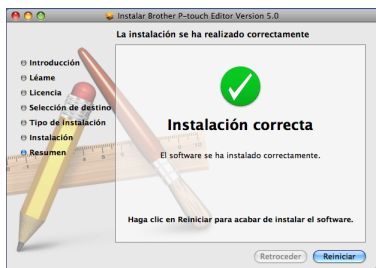 Instalar Brother P-touch Editor Version 5.0
La instalación se ha realizado correctamente
Introducción
Léame
Licencia
Selección de destino
Tipo de instalación
Instalación
Resumen
Instalación correcta
El software se ha instalado correctamente.
Haga clic en Reiniciar para acabar de instalar el software.
Retroceder
Reiniciar